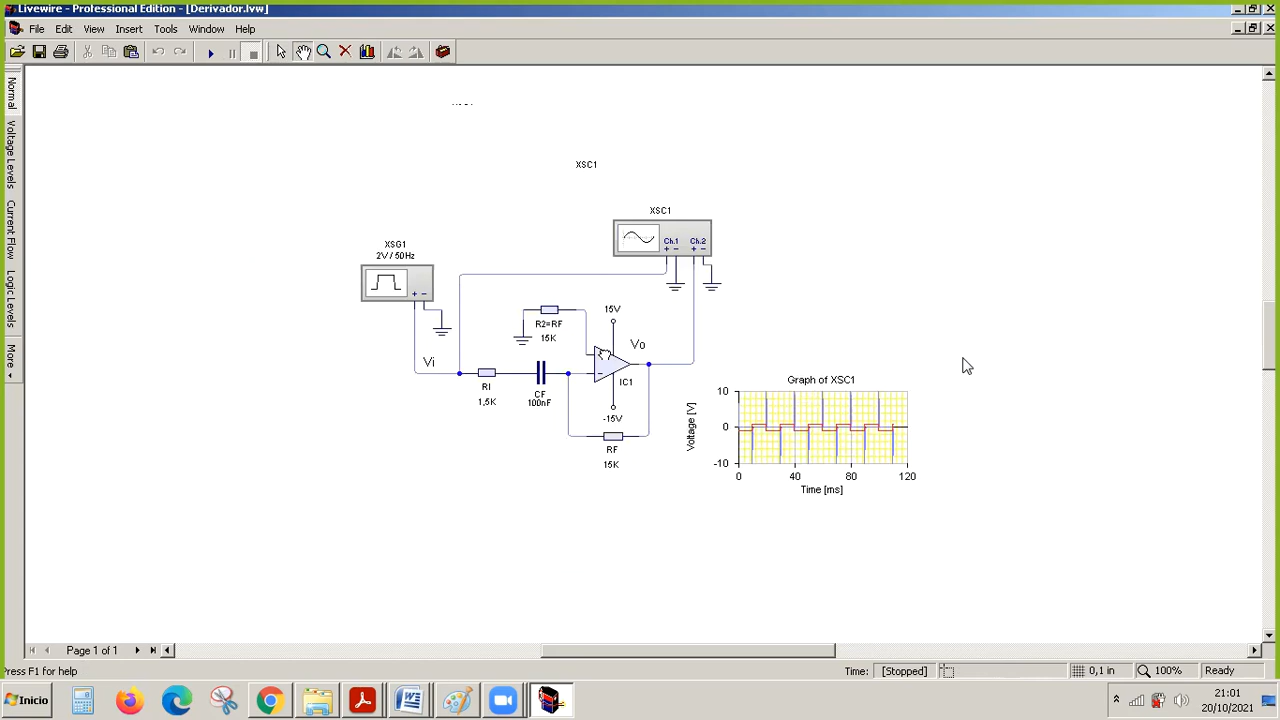 Livewire - Professional Edition - [Derivador.lvw]
File Edit View Insert Tools Window Help
Normal
Voltage Levels
Current Flow
Logic Levels
More
XSC1
XSC1
Ch.1 Ch.2
+ − + −
XSG1
2V / 50Hz
+ −
R2=RF
15K
15V
Vo
Vi
RI
1,5K
CF
100nF
IC1
-15V
RF
15K
Graph of XSC1
Voltage [V]
10
0
-10
0 40 80 120
Time [ms]
Page 1 of 1
Press F1 for help
Time: [Stopped]
0,1 in
100%
Ready
Inicio
21:01
20/10/2021